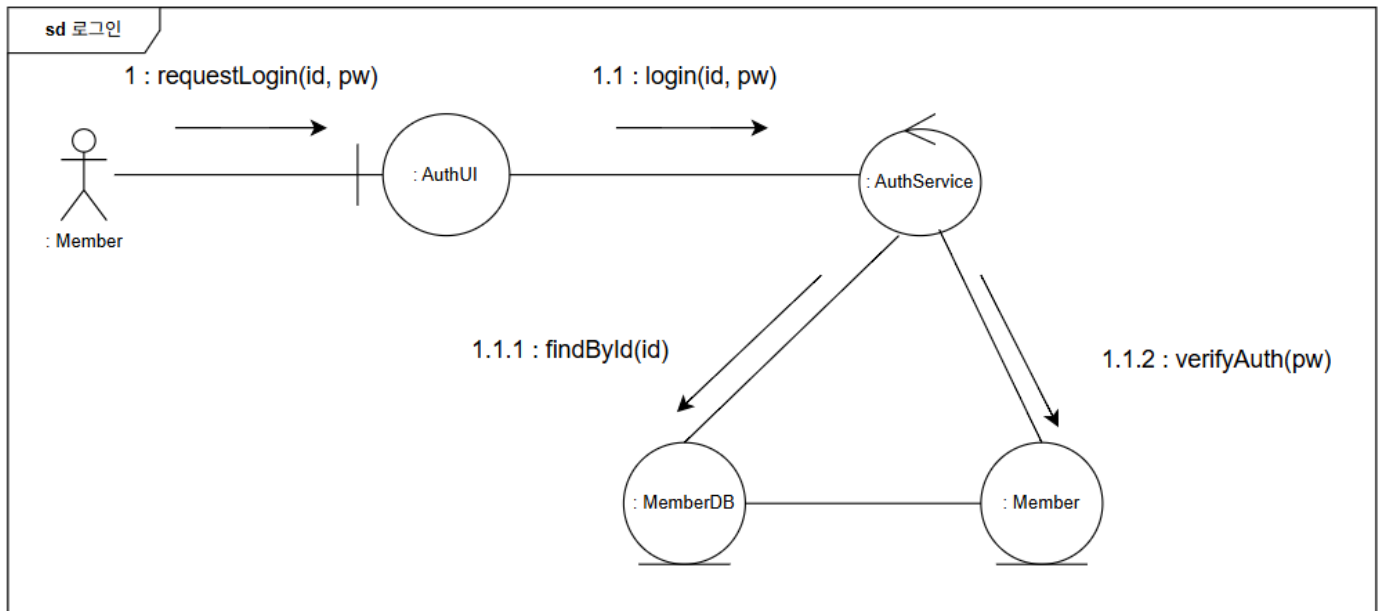 sd 로그인
1 : requestLogin(id, pw)
1.1 : login(id, pw)
: Member
: AuthUI
: AuthService
1.1.1 : findById(id)
1.1.2 : verifyAuth(pw)
: MemberDB
: Member